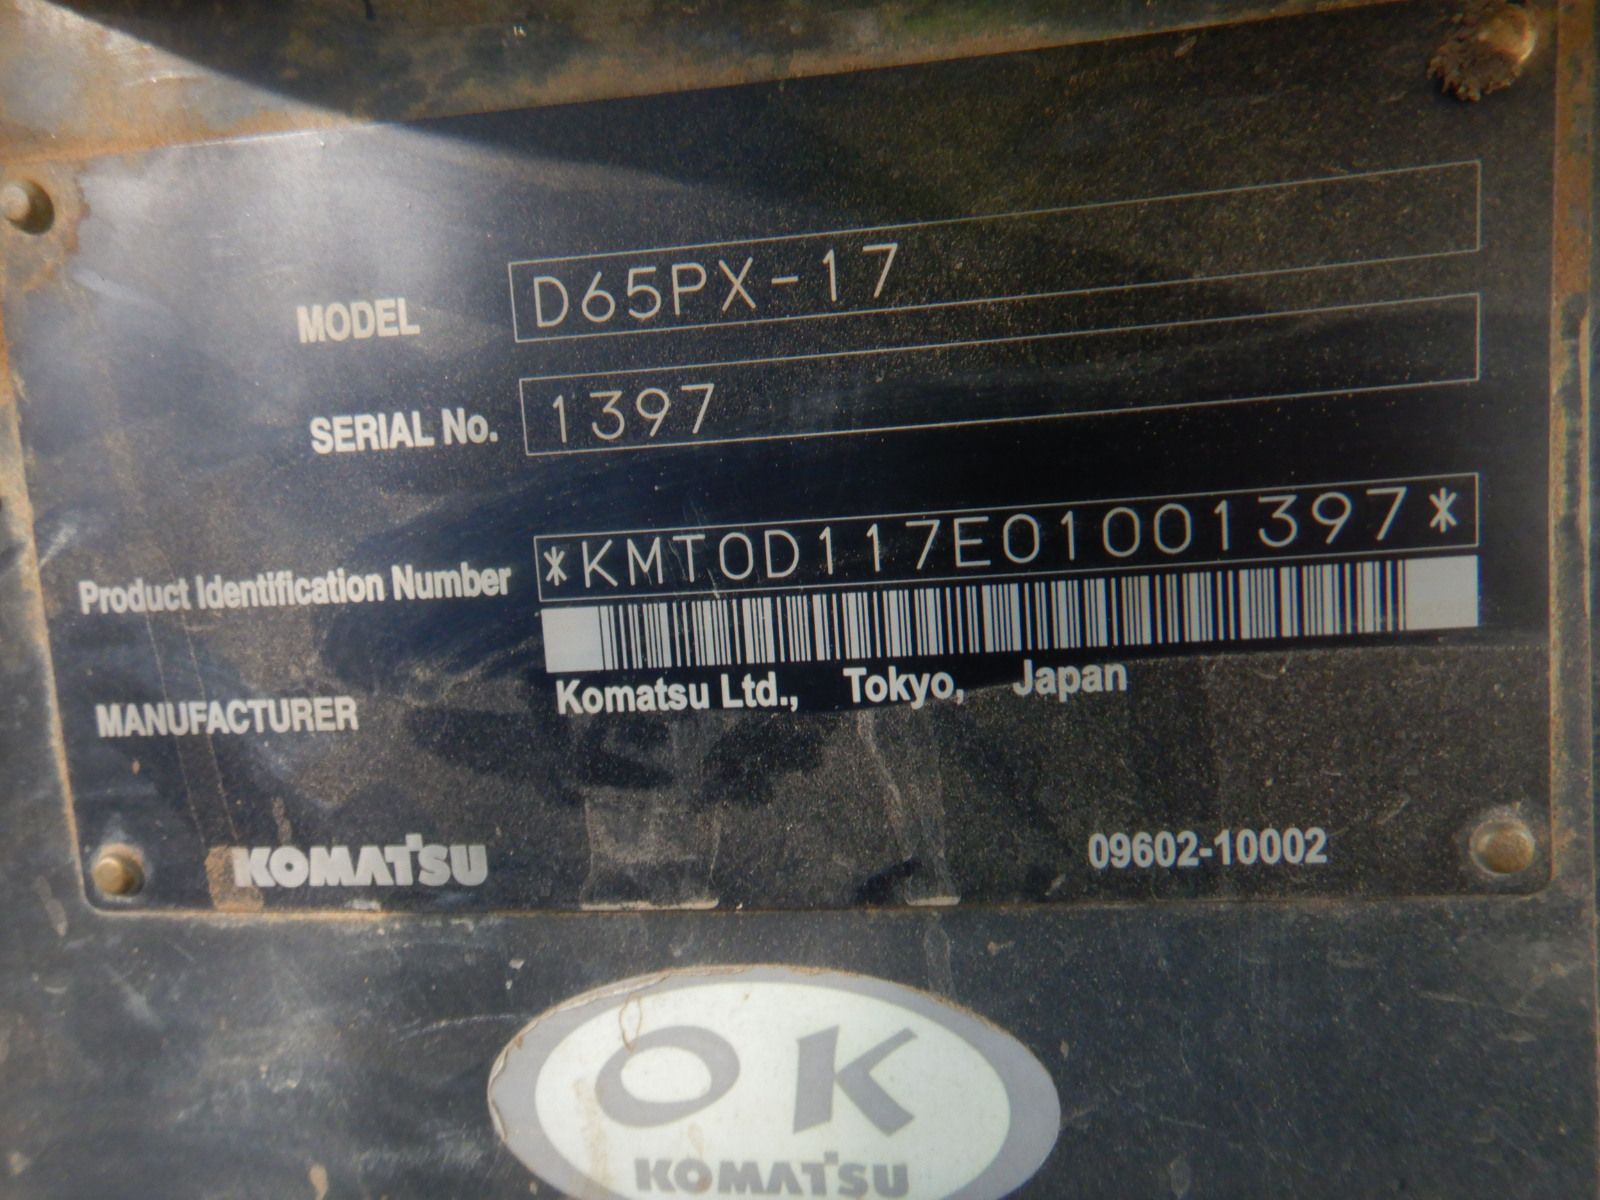 MODEL D65PX-17
SERIAL No. 1397
Product Identification Number *KMT0D117E01001397*
MANUFACTURER Komatsu Ltd., Tokyo, Japan
KOMATSU 09602-10002
OK
KOMATSU